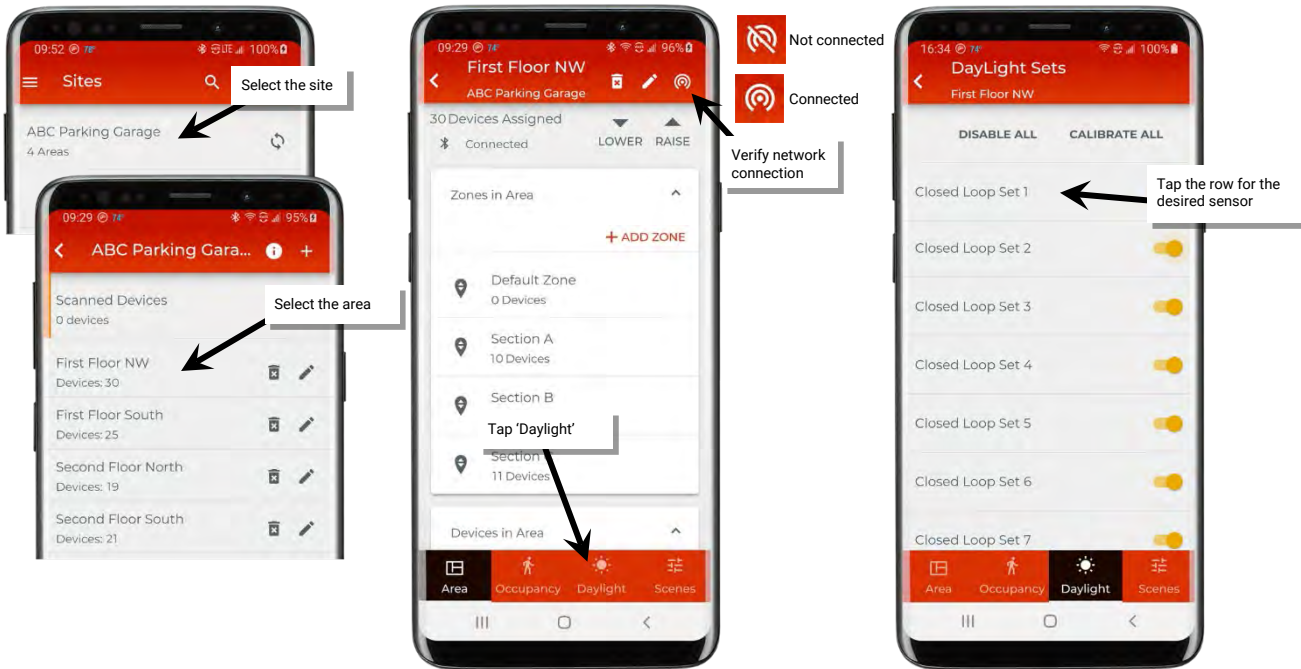 09:52 78°
LTE 100%
Sites
Select the site
ABC Parking Garage
4 Areas
09:29 74°
95%
ABC Parking Gara...
Scanned Devices
0 devices
Select the area
First Floor NW
Devices: 30
First Floor South
Devices: 25
Second Floor North
Devices: 19
Second Floor South
Devices: 21
09:29 74°
96%
First Floor NW
ABC Parking Garage
30 Devices Assigned
Connected
LOWER RAISE
Zones in Area
+ ADD ZONE
Default Zone
0 Devices
Section A
10 Devices
Section B
Tap ‘Daylight’
Section
11 Devices
Devices in Area
Area Occupancy Daylight Scenes
Not connected
Connected
Verify network
connection
16:34 74°
100%
DayLight Sets
First Floor NW
DISABLE ALL CALIBRATE ALL
Closed Loop Set 1
Tap the row for the
desired sensor
Closed Loop Set 2
Closed Loop Set 3
Closed Loop Set 4
Closed Loop Set 5
Closed Loop Set 6
Closed Loop Set 7
Area Occupancy Daylight Scenes